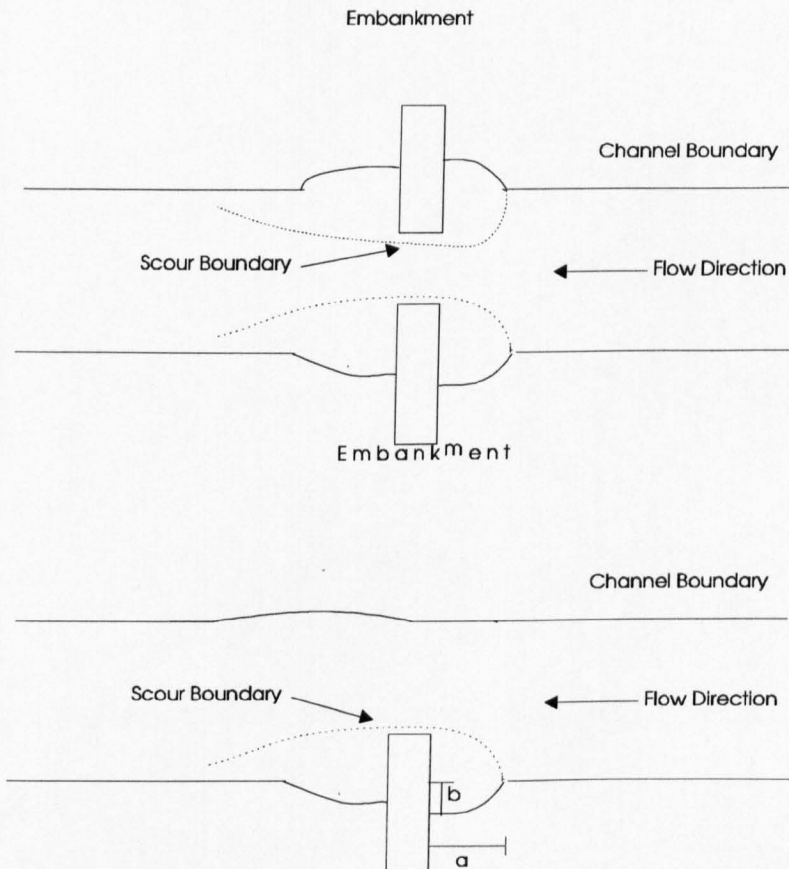 Embankment
Channel Boundary
Scour Boundary
Flow Direction
Embankment
Channel Boundary
Scour Boundary
Flow Direction
b
a